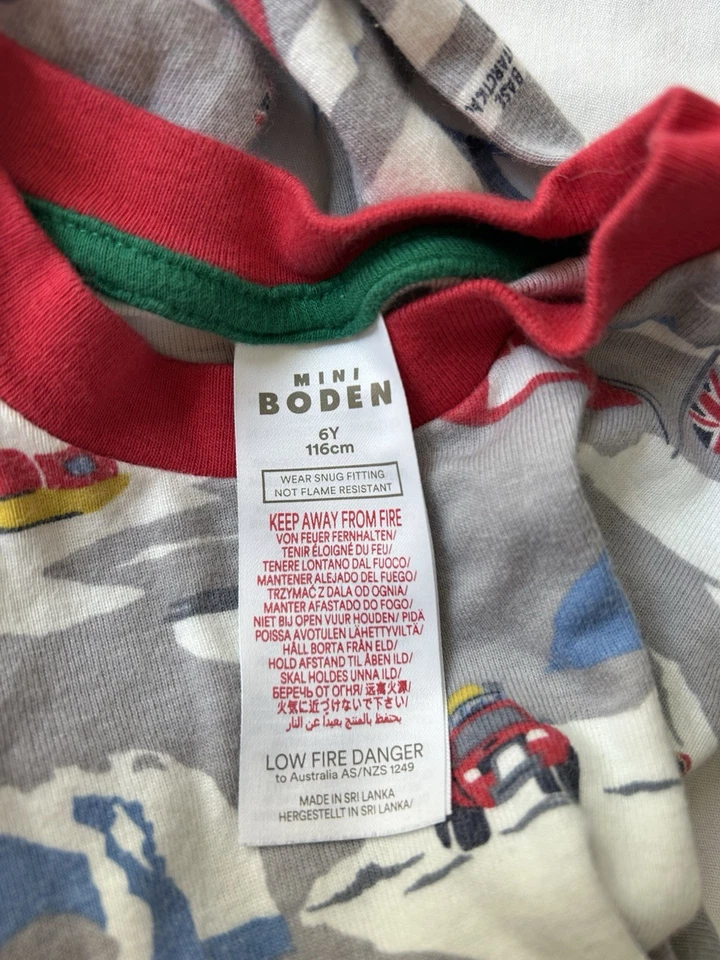 BASE
MINI
BODEN
6Y
116cm
WEAR SNUG FITTING
NOT FLAME RESISTANT
KEEP AWAY FROM FIRE
VON FEUER FERNHALTEN/
TENIR ÉLOIGNÉ DU FEU/
TENERE LONTANO DAL FUOCO/
MANTENER ALEJADO DEL FUEGO/
TRZYMAĆ Z DALA OD OGNIA/
MANTER AFASTADO DO FOGO/
NIET BIJ OPEN VUUR HOUDEN/ PIDÄ
POISSA AVOTULEN LÄHETTYVILTÄ/
HÅLL BORTA FRÅN ELD/
HOLD AFSTAND TIL ÅBEN ILD/
SKAL HOLDES UNNA ILD/
БЕРЕЧЬ ОТ ОГНЯ/ 远离火源/
火気に近づけないで下さい/
يحتفظ بالمنتج بعيداً عن النار
LOW FIRE DANGER
to Australia AS/NZS 1249
MADE IN SRI LANKA
HERGESTELLT IN SRI LANKA/